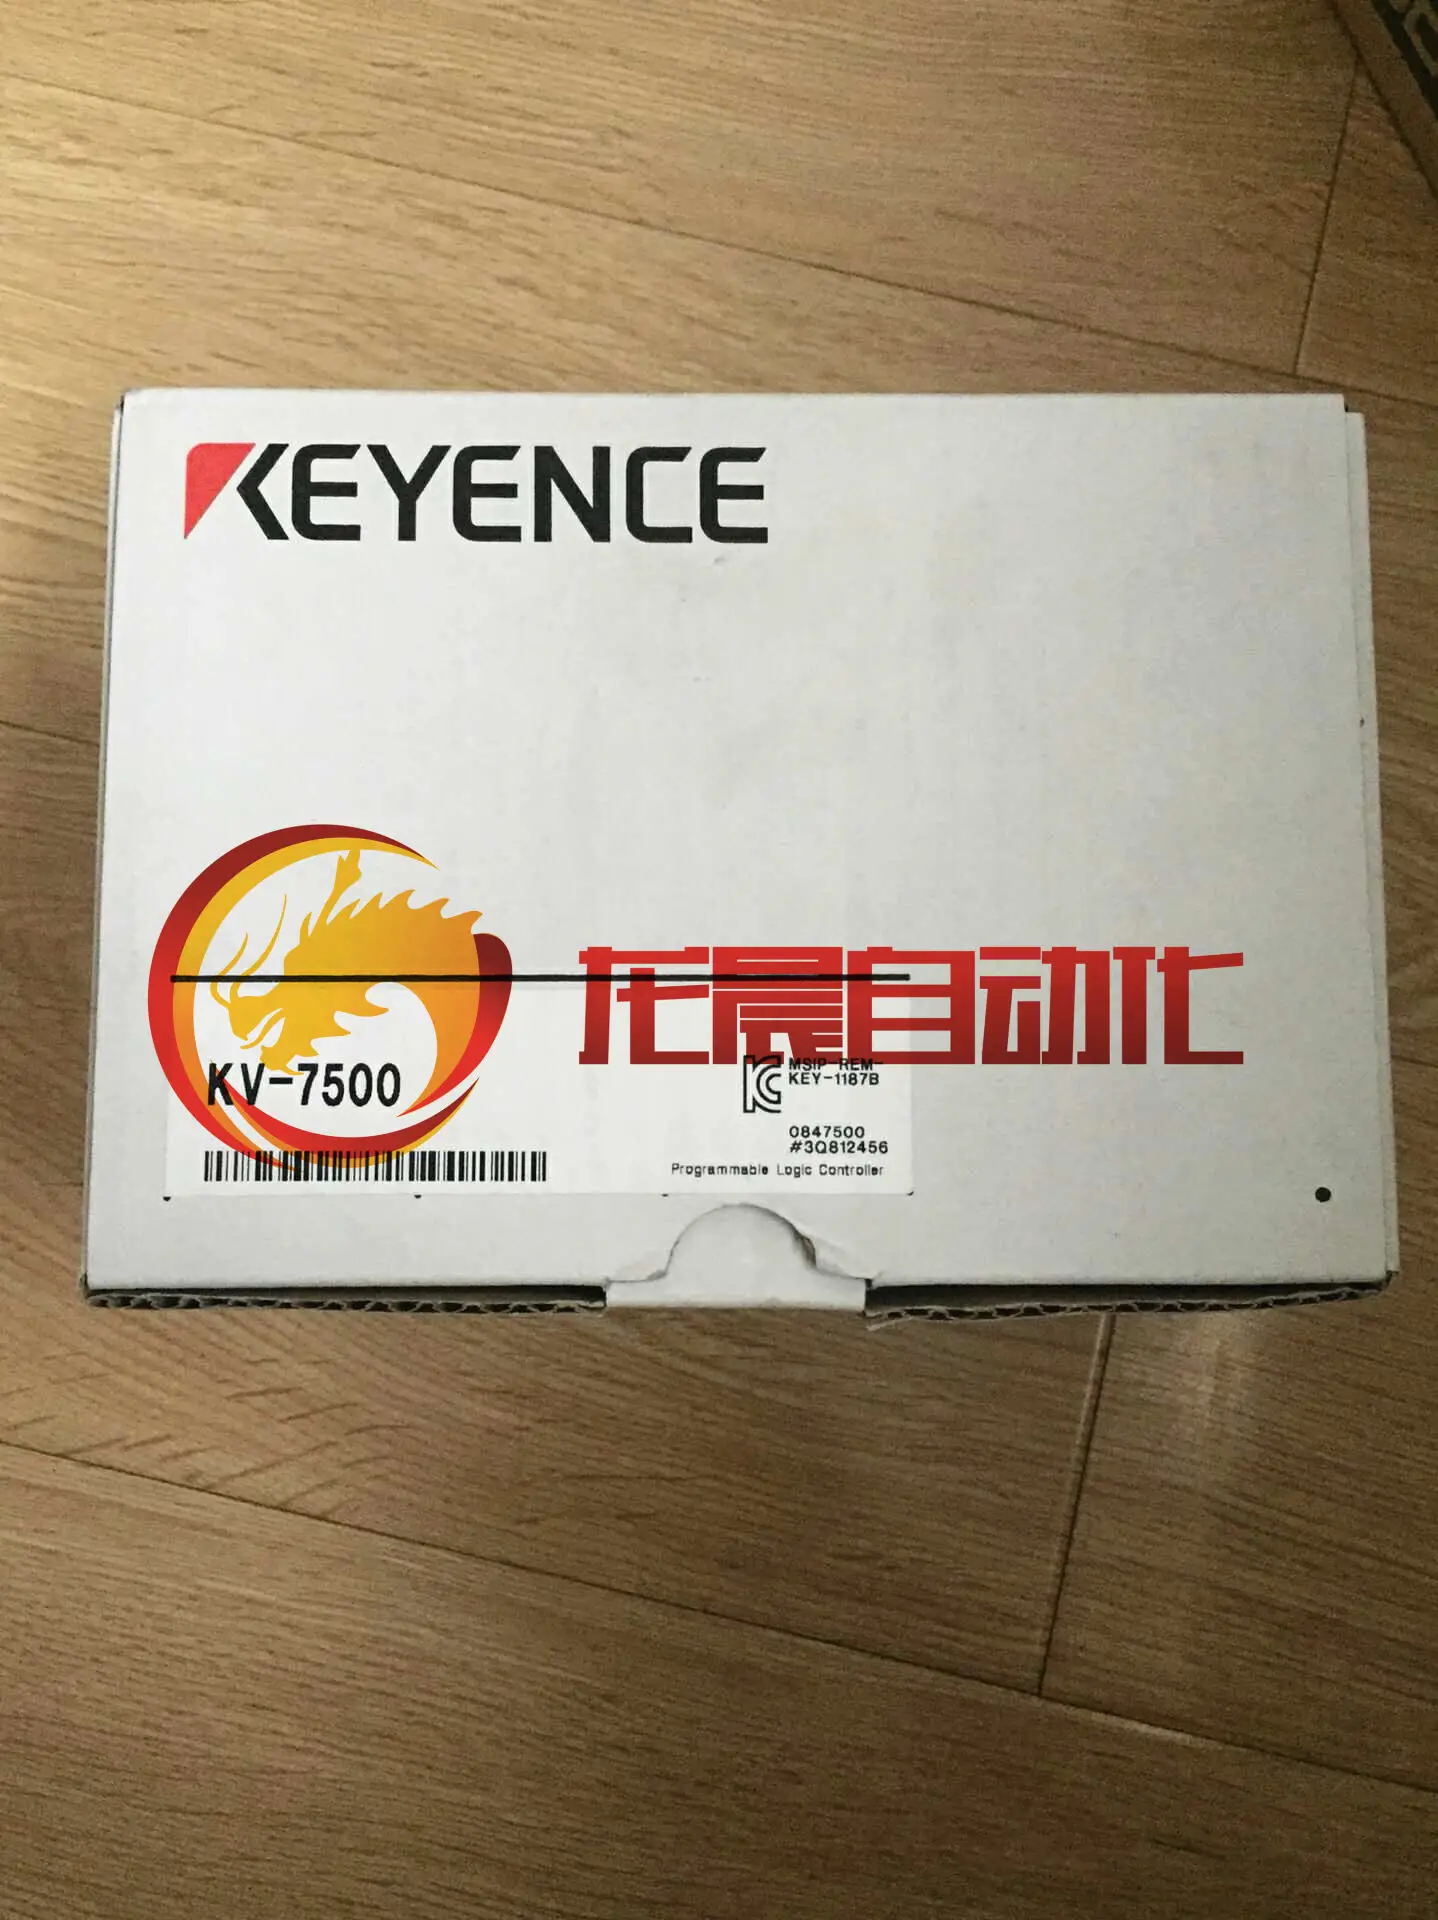 KEYENCE
龙晨自动化
KV-7500
MSIP-REM-
KEY-1187B
0847500
#3Q812456
Programmable Logic Controller